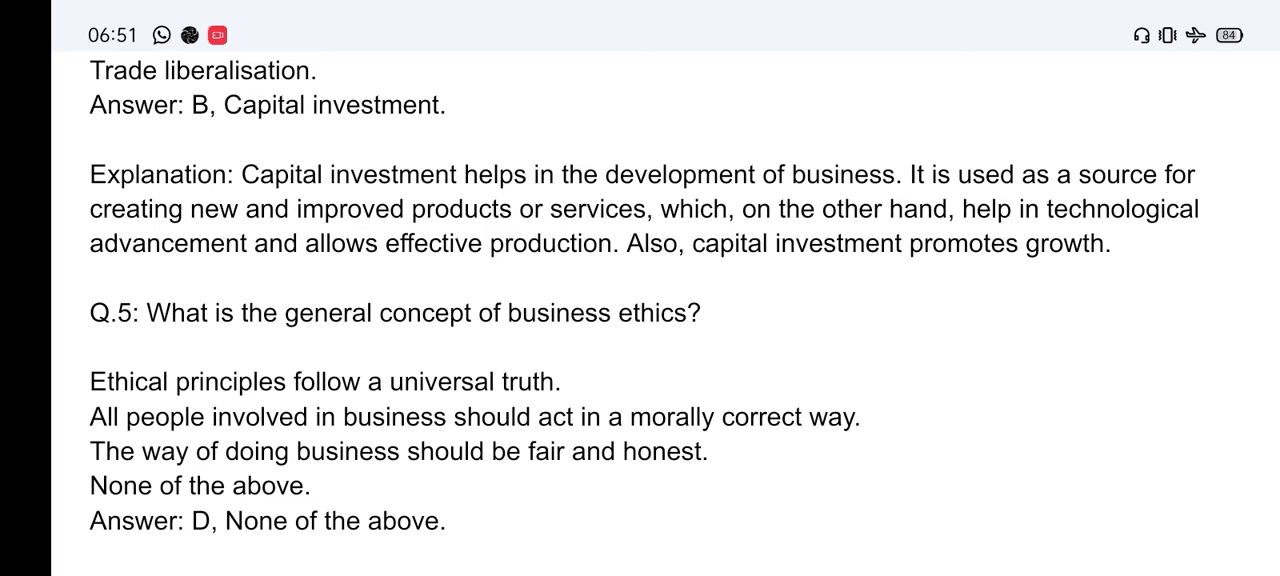 06:51
84
Trade liberalisation.
Answer: B, Capital investment.
Explanation: Capital investment helps in the development of business. It is used as a source for
creating new and improved products or services, which, on the other hand, help in technological
advancement and allows effective production. Also, capital investment promotes growth.
Q.5: What is the general concept of business ethics?
Ethical principles follow a universal truth.
All people involved in business should act in a morally correct way.
The way of doing business should be fair and honest.
None of the above.
Answer: D, None of the above.